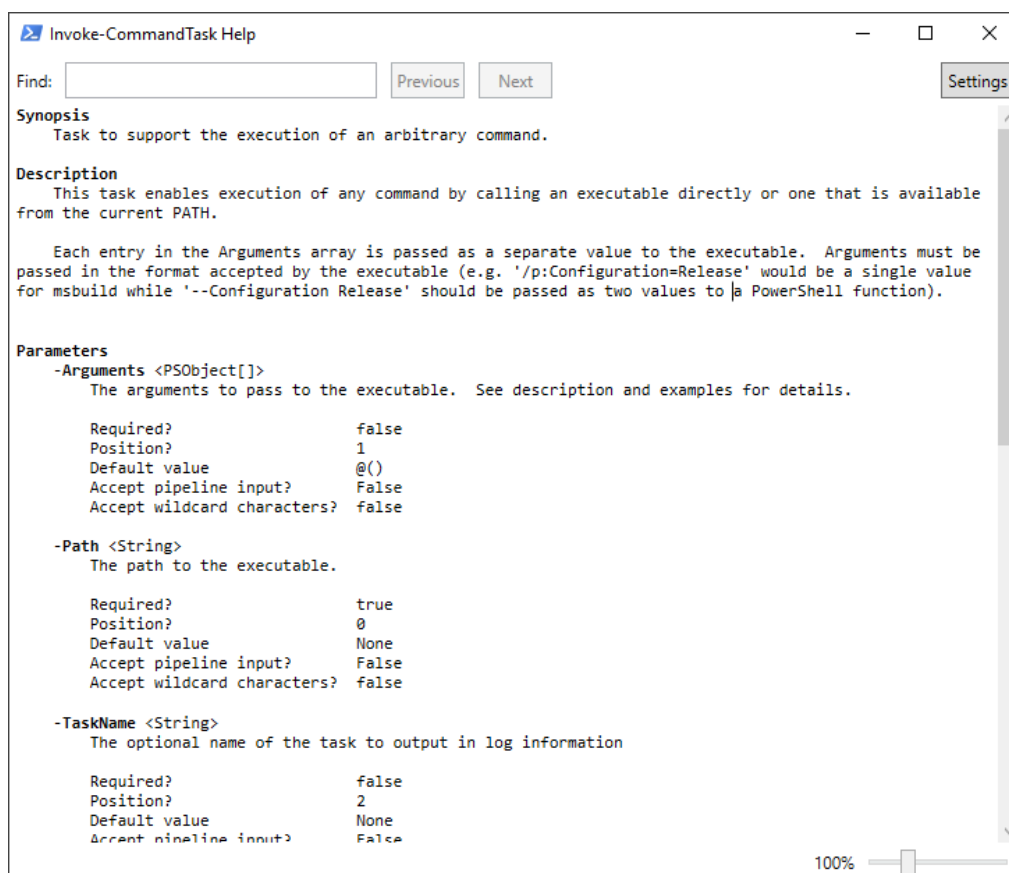 Invoke-CommandTask Help
Find:
Previous
Next
Settings
Synopsis
Task to support the execution of an arbitrary command.
Description
This task enables execution of any command by calling an executable directly or one that is available
from the current PATH.
Each entry in the Arguments array is passed as a separate value to the executable.  Arguments must be
passed in the format accepted by the executable (e.g. '/p:Configuration=Release' would be a single value
for msbuild while '--Configuration Release' should be passed as two values to a PowerShell function).
Parameters
-Arguments <PSObject[]>
The arguments to pass to the executable.  See description and examples for details.
Required? false
Position? 1
Default value @()
Accept pipeline input? False
Accept wildcard characters? false
-Path <String>
The path to the executable.
Required? true
Position? 0
Default value None
Accept pipeline input? False
Accept wildcard characters? false
-TaskName <String>
The optional name of the task to output in log information
Required? false
Position? 2
Default value None
Accept pipeline input? False
100%